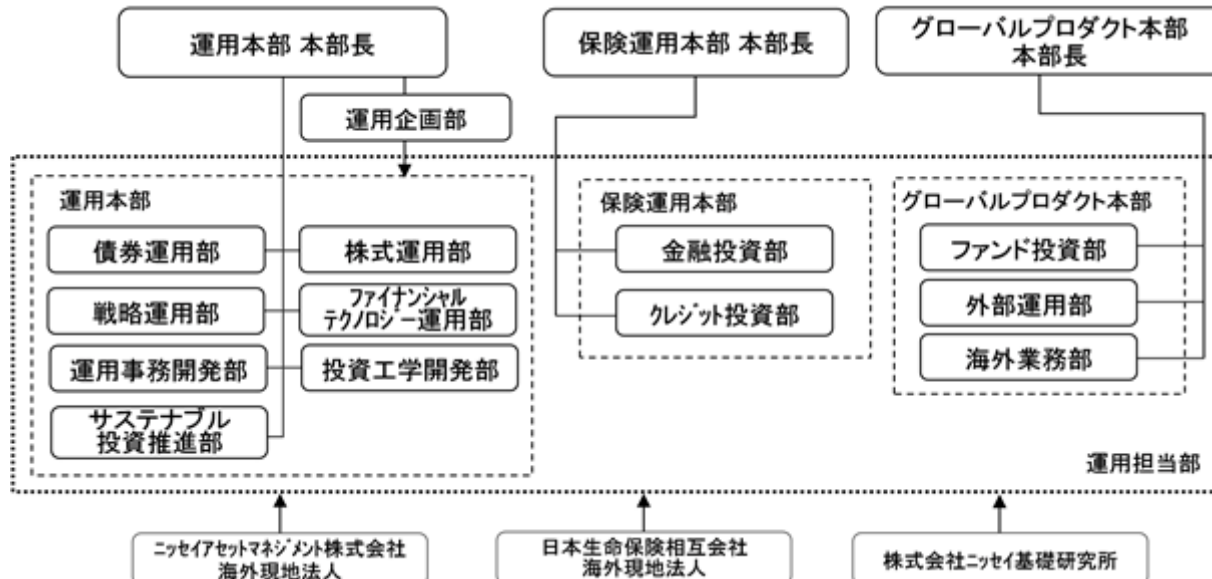 運用本部 本部長
保険運用本部 本部長
グローバルプロダクト本部
本部長
運用企画部
運用本部
債券運用部
株式運用部
戦略運用部
ファイナンシャル
テクノロジー運用部
運用事務開発部
投資工学開発部
サステナブル
投資推進部
保険運用本部
金融投資部
クレジット投資部
グローバルプロダクト本部
ファンド投資部
外部運用部
海外業務部
運用担当部
ニッセイアセットマネジメント株式会社
海外現地法人
日本生命保険相互会社
海外現地法人
株式会社ニッセイ基礎研究所